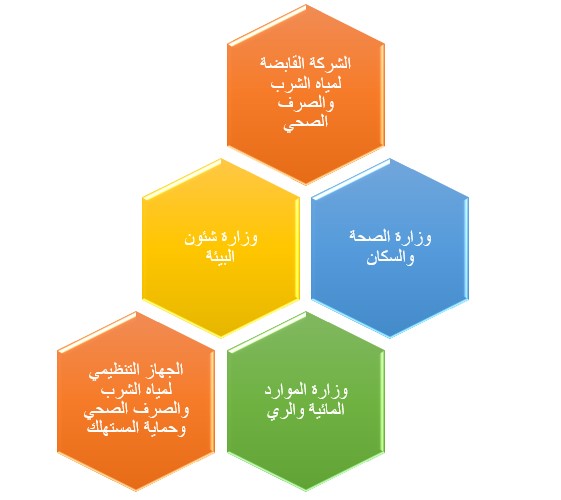 الشركة القابضة
لمياه الشرب
والصرف
الصحي
وزارة الصحة
والسكان
وزارة شئون
البيئة
وزارة الموارد
المائية والري
الجهاز التنظيمي
لمياه الشرب
والصرف الصحي
وحماية المستهلك